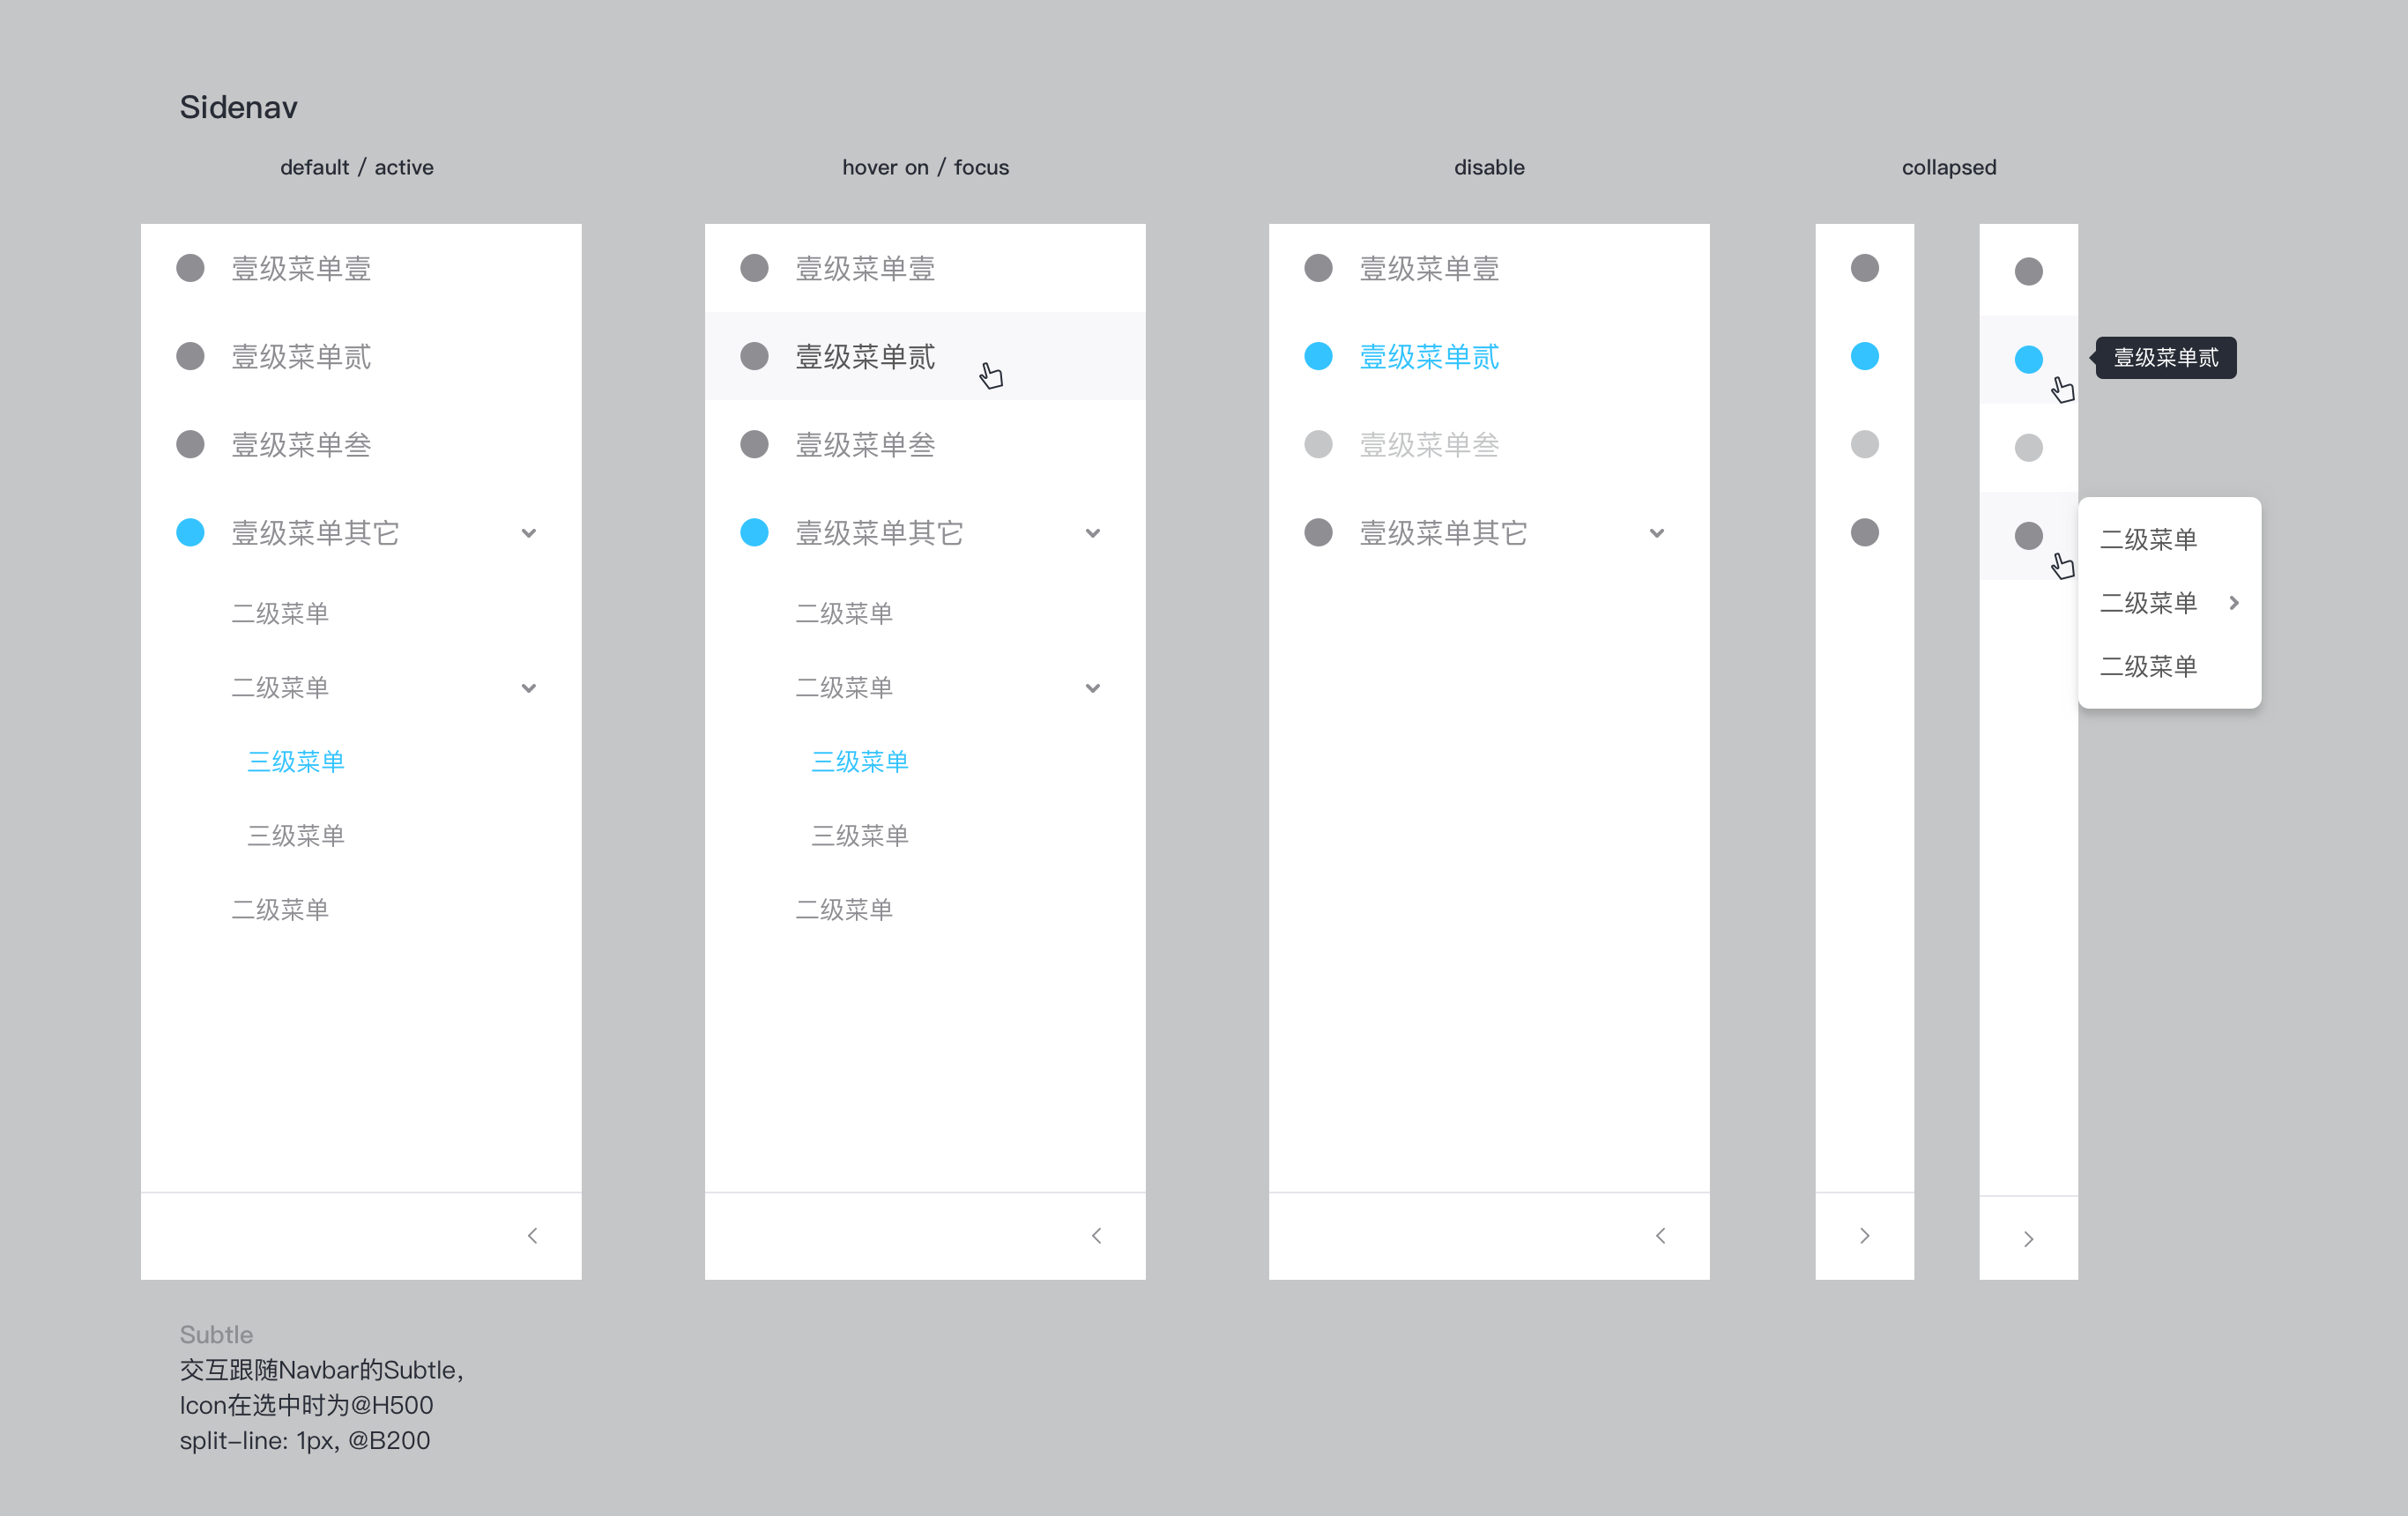 Sidenav
default / active
壹级菜单壹
壹级菜单贰
壹级菜单叁
壹级菜单其它
二级菜单
二级菜单
三级菜单
三级菜单
二级菜单
hover on / focus
壹级菜单壹
壹级菜单贰
壹级菜单叁
壹级菜单其它
二级菜单
二级菜单
三级菜单
三级菜单
二级菜单
disable
壹级菜单壹
壹级菜单贰
壹级菜单叁
壹级菜单其它
collapsed
壹级菜单贰
二级菜单
二级菜单
二级菜单
Subtle
交互跟随Navbar的Subtle,
Icon在选中时为@H500
split-line: 1px, @B200